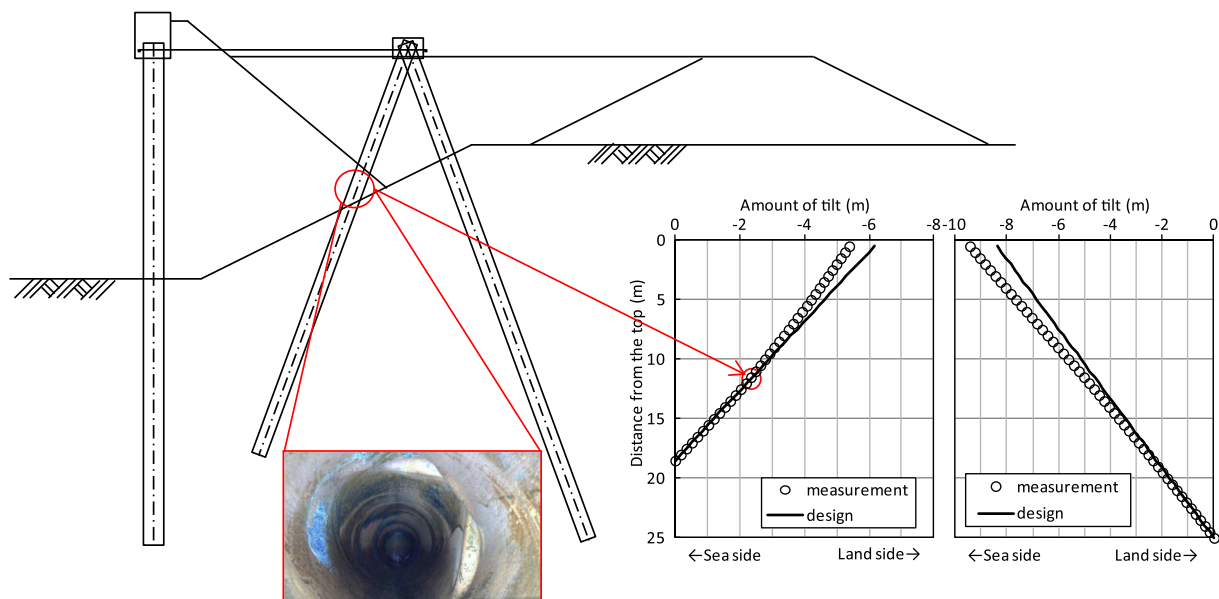 Amount of tilt (m)
0 -2 -4 -6 -8
Distance from the top (m)
0
5
10
15
20
25
measurement
design
←Sea side Land side→
Amount of tilt (m)
-10 -8 -6 -4 -2 0
measurement
design
←Sea side Land side→